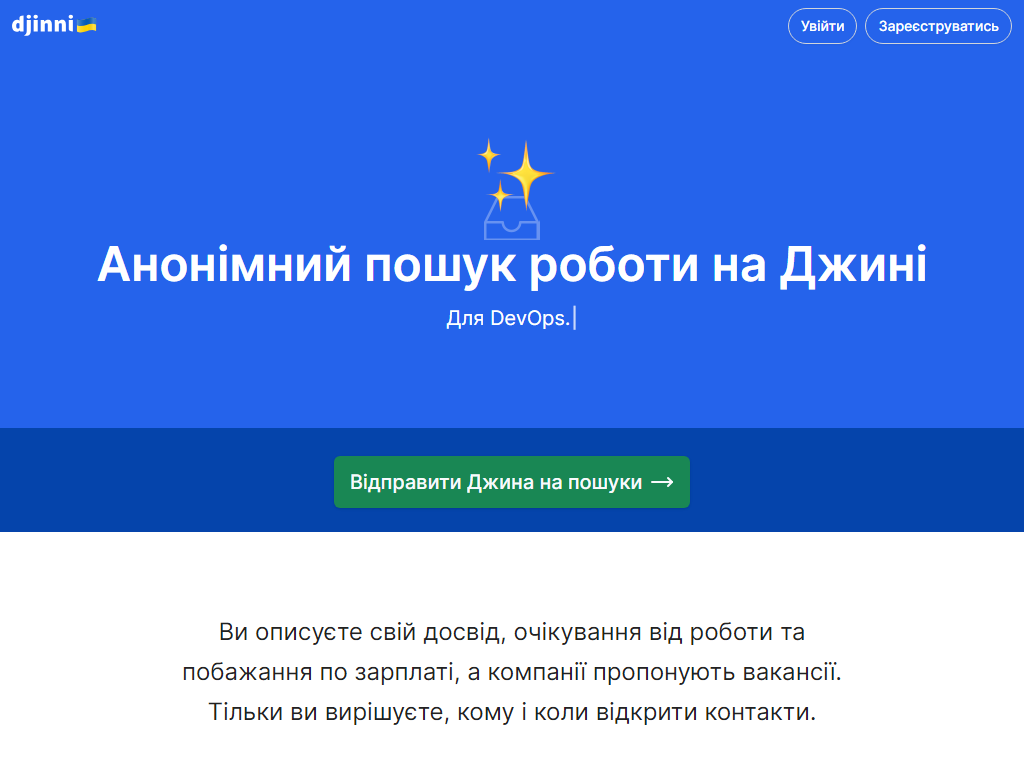 djinni
Увійти
Зареєструватись
Анонімний пошук роботи на Джині
Для DevOps.|
Відправити Джина на пошуки →
Ви описуєте свій досвід, очікування від роботи та
побажання по зарплаті, а компанії пропонують вакансії.
Тільки ви вирішуєте, кому і коли відкрити контакти.